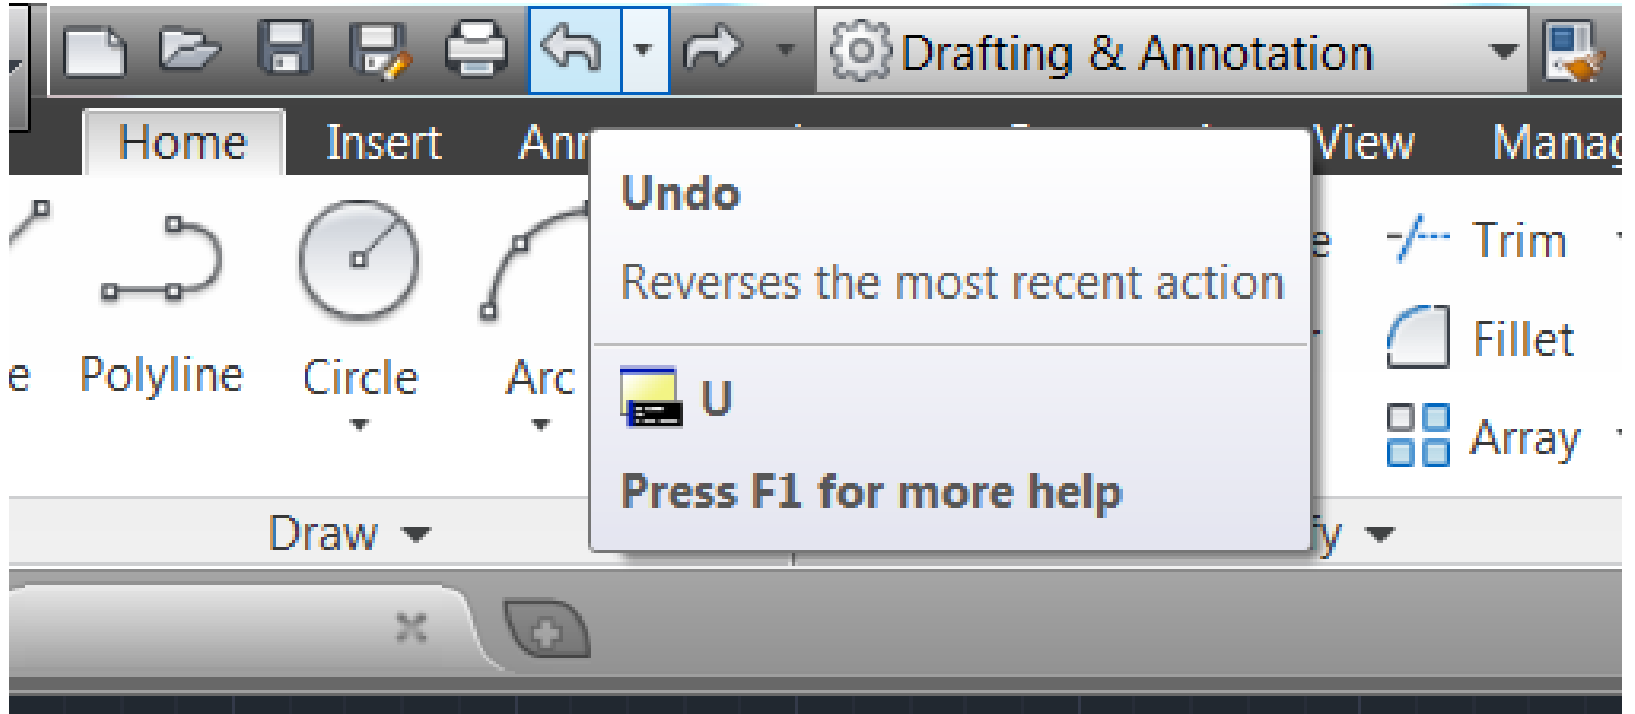 Drafting & Annotation
Home Insert View
Undo
Reverses the most recent action
U
Press F1 for more help
Polyline Circle Arc
Trim
Fillet
Array
Draw